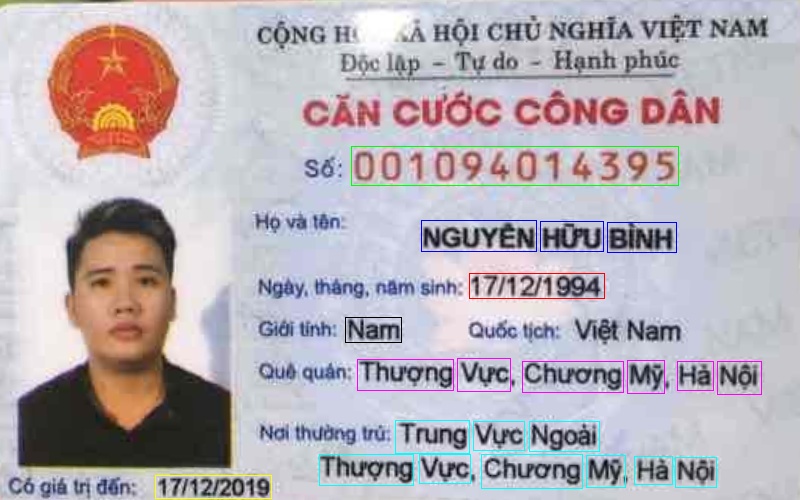 CỘNG HÒA XÃ HỘI CHỦ NGHĨA VIỆT NAM
Độc lập - Tự do - Hạnh phúc
CĂN CƯỚC CÔNG DÂN
Số: 001094014395
Họ và tên:
NGUYỄN HỮU BÌNH
Ngày, tháng, năm sinh: 17/12/1994
Giới tính: Nam Quốc tịch: Việt Nam
Quê quán: Thượng Vực, Chương Mỹ, Hà Nội
Nơi thường trú: Trung Vực Ngoài
Thượng Vực, Chương Mỹ, Hà Nội
Có giá trị đến: 17/12/2019